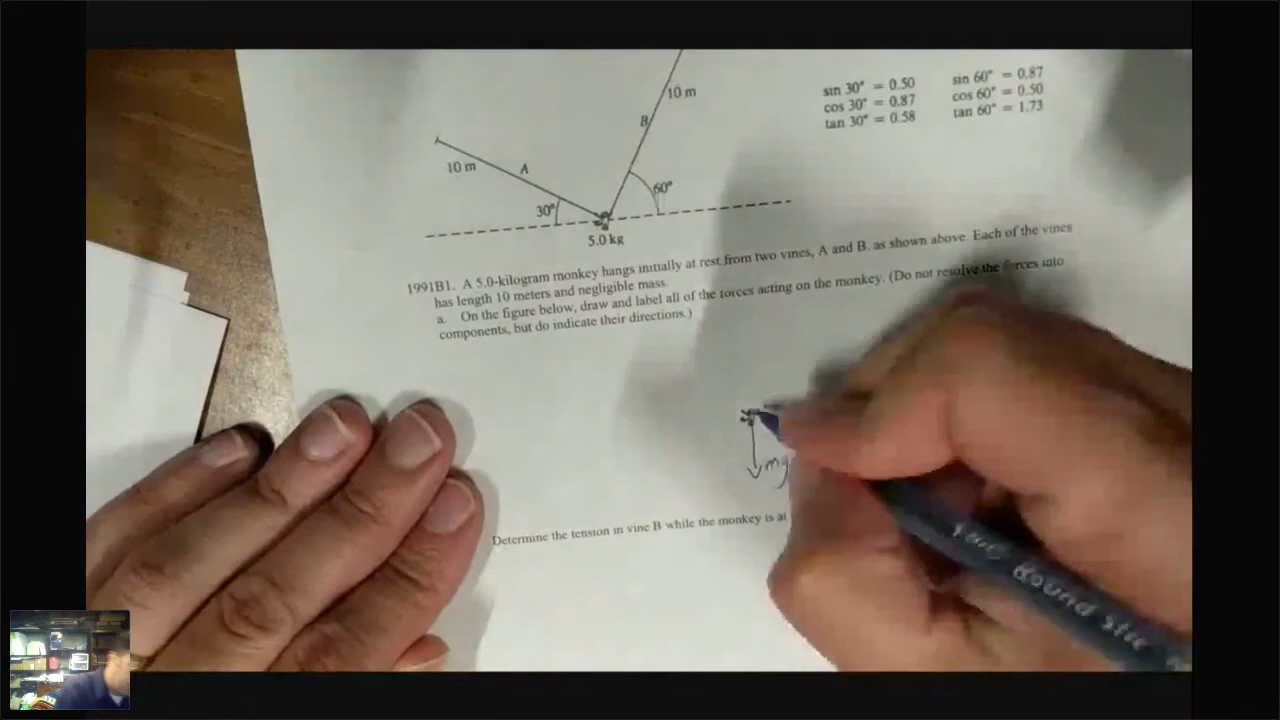 10 m
sin 30° = 0.50 sin 60° = 0.87
cos 30° = 0.87 cos 60° = 0.50
tan 30° = 0.58 tan 60° = 1.73
B
10 m A
30° 60°
5.0 kg
1991B1. A 5.0-kilogram monkey hangs initially at rest from two vines, A and B. as shown above. Each of the vines
has length 10 meters and negligible mass.
a. On the figure below, draw and label all of the forces acting on the monkey. (Do not resolve the forces into
components, but do indicate their directions.)
mg
Determine the tension in vine B while the monkey is at